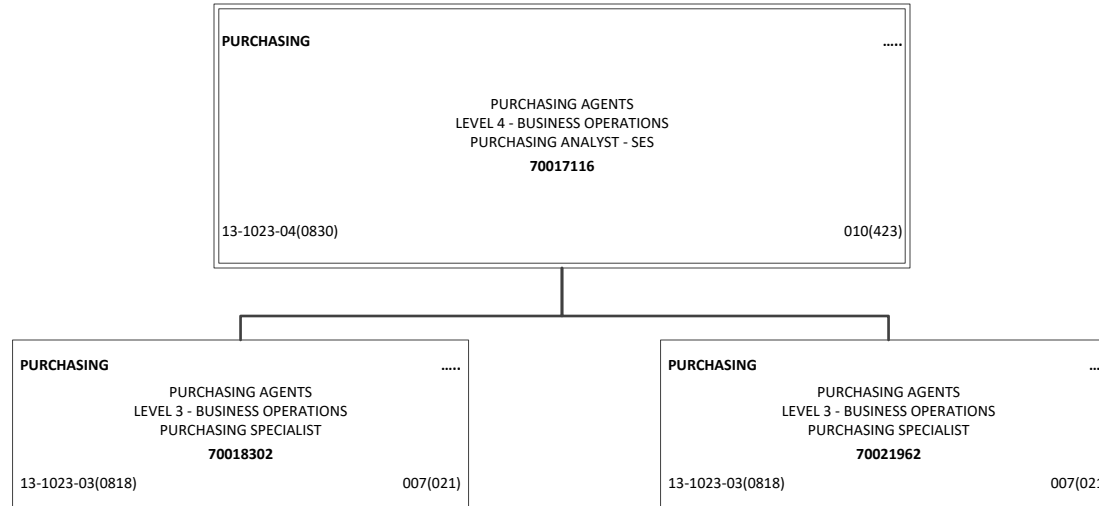 PURCHASING .....
PURCHASING AGENTS
LEVEL 4 - BUSINESS OPERATIONS
PURCHASING ANALYST - SES
70017116
13-1023-04(0830) 010(423)
PURCHASING .....
PURCHASING AGENTS
LEVEL 3 - BUSINESS OPERATIONS
PURCHASING SPECIALIST
70018302
13-1023-03(0818) 007(021)
PURCHASING ...
PURCHASING AGENTS
LEVEL 3 - BUSINESS OPERATIONS
PURCHASING SPECIALIST
70021962
13-1023-03(0818) 007(021